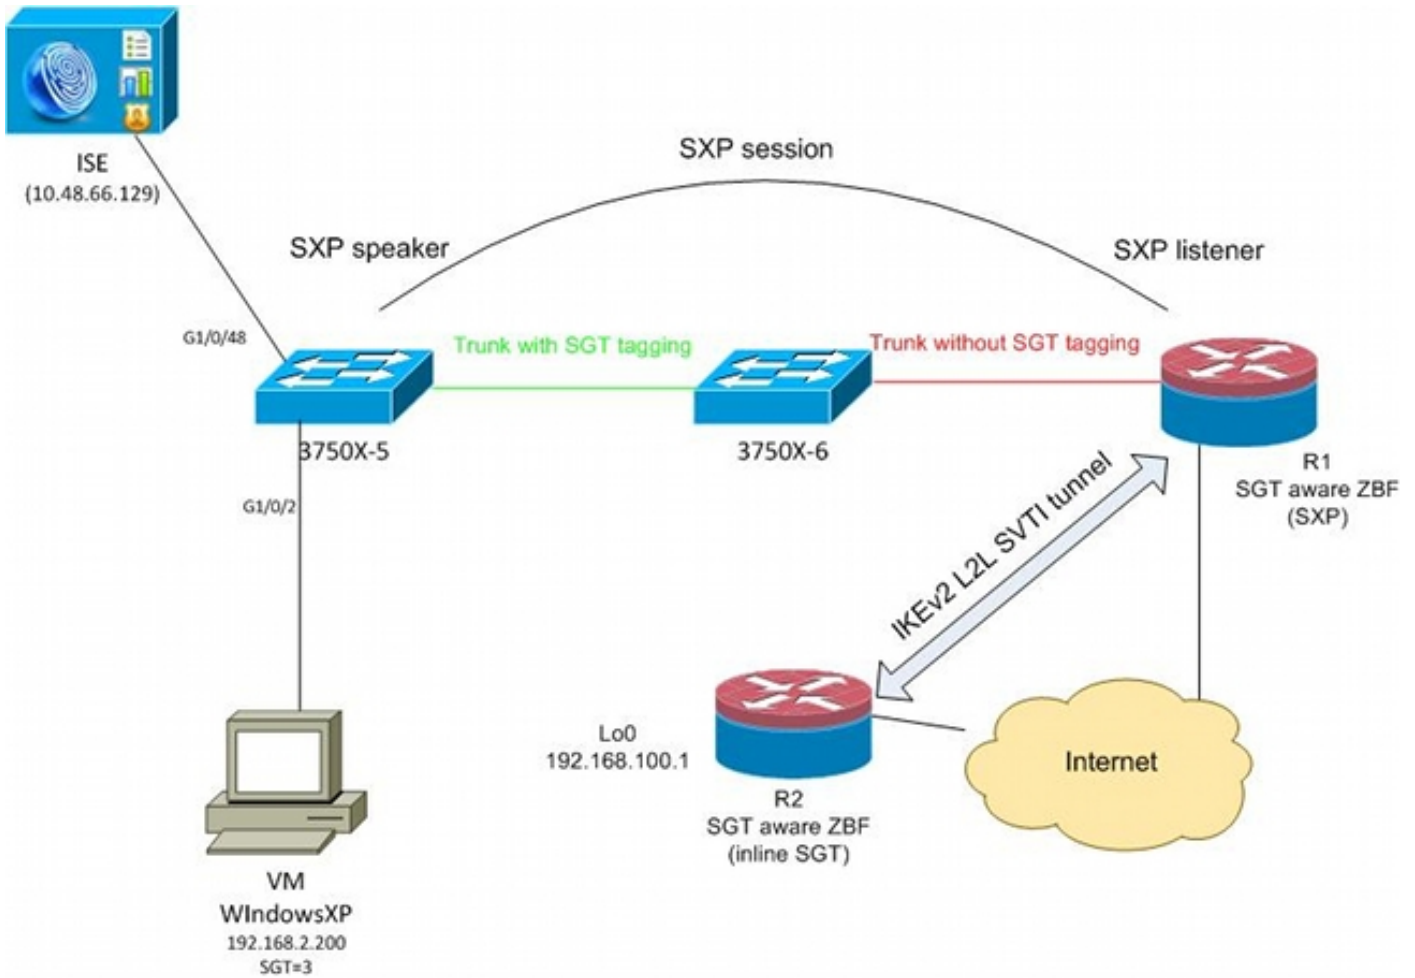 ISE
(10.48.66.129)
SXP session
SXP speaker
SXP listener
G1/0/48
Trunk with SGT tagging
Trunk without SGT tagging
3750X-5
3750X-6
R1
SGT aware ZBF
(SXP)
G1/0/2
IKEv2 L2L SVTI tunnel
Lo0
192.168.100.1
Internet
R2
SGT aware ZBF
(inline SGT)
VM
WIndowsXP
192.168.2.200
SGT=3